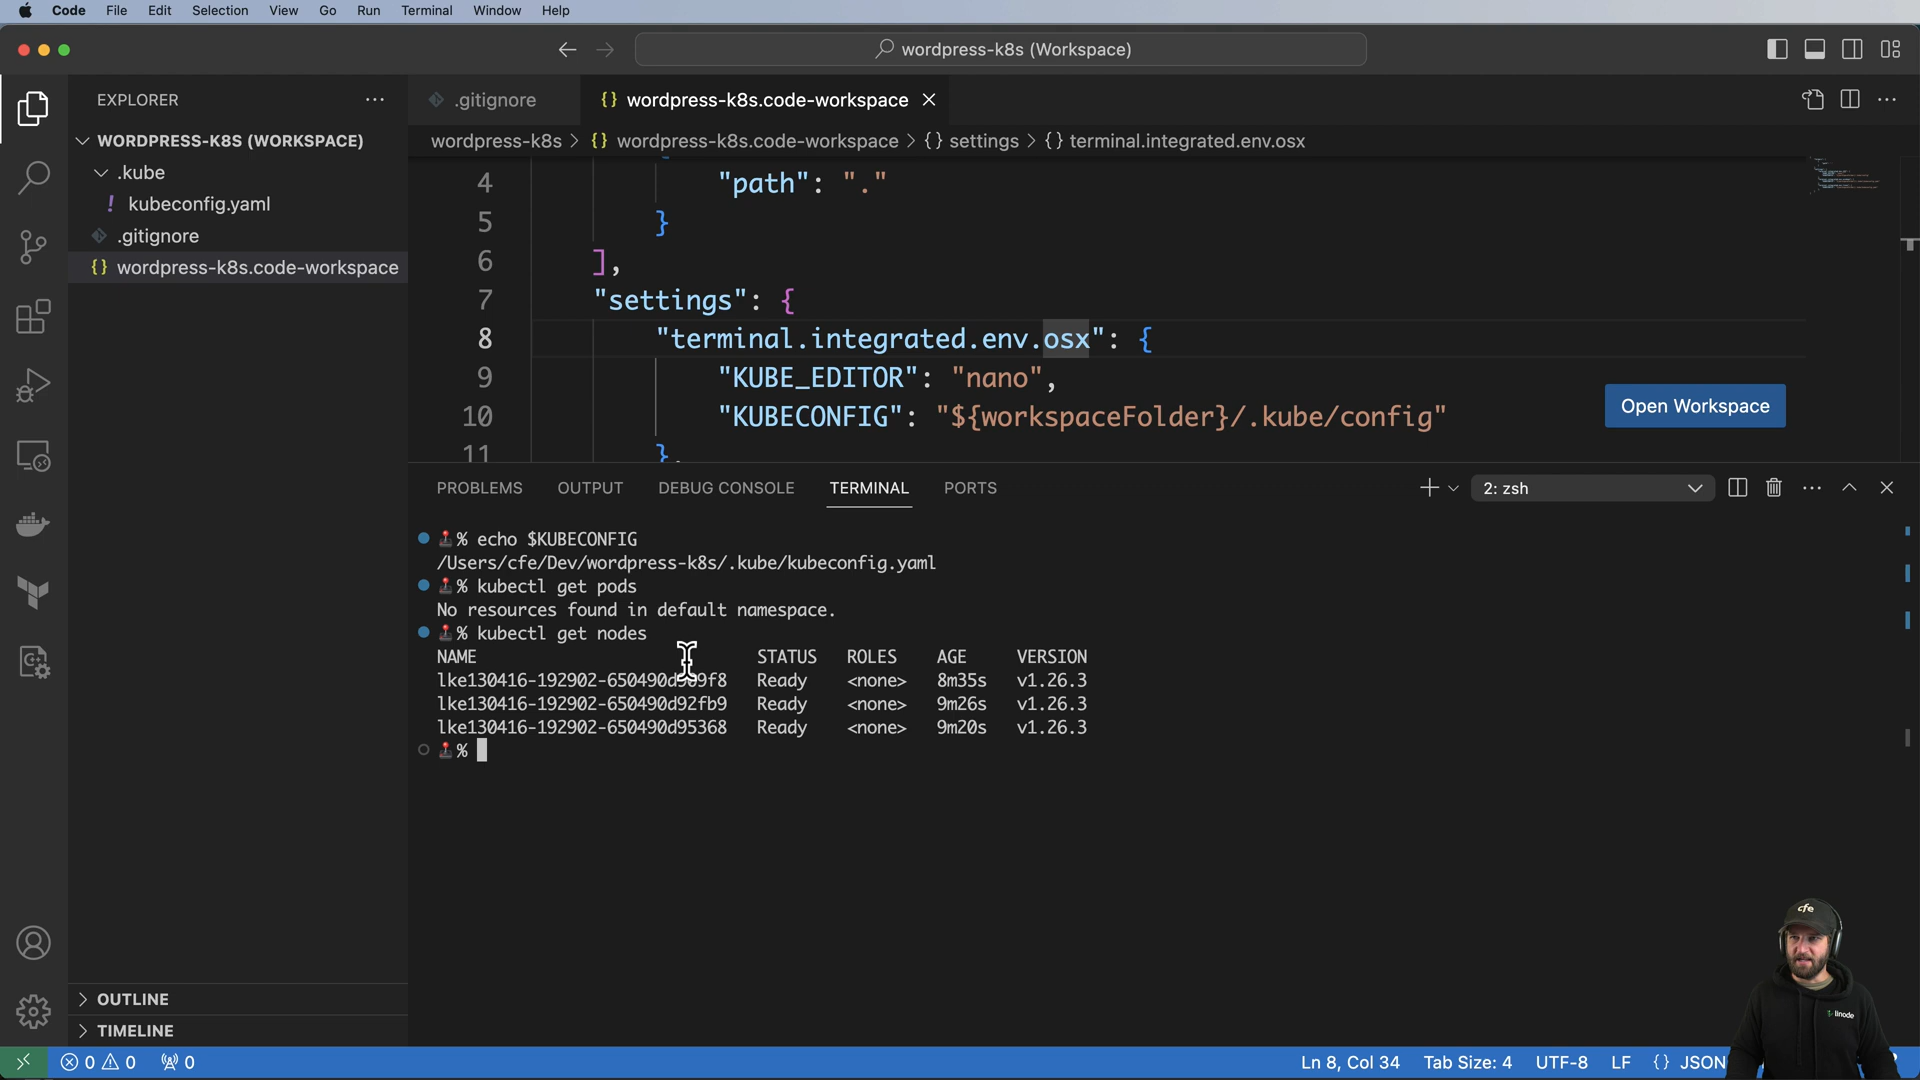 Code File Edit Selection View Go Run Terminal Window Help
wordpress-k8s (Workspace)
EXPLORER
WORDPRESS-K8S (WORKSPACE)
.kube
! kubeconfig.yaml
.gitignore
{} wordpress-k8s.code-workspace
OUTLINE
TIMELINE
.gitignore
{} wordpress-k8s.code-workspace
wordpress-k8s > {} wordpress-k8s.code-workspace > {} settings > {} terminal.integrated.env.osx
4 "path": "."
5 }
6 ],
7 "settings": {
8 "terminal.integrated.env.osx": {
9 "KUBE_EDITOR": "nano",
10 "KUBECONFIG": "${workspaceFolder}/.kube/config"
11 },
Open Workspace
PROBLEMS OUTPUT DEBUG CONSOLE TERMINAL PORTS
2: zsh
% echo $KUBECONFIG
/Users/cfe/Dev/wordpress-k8s/.kube/kubeconfig.yaml
% kubectl get pods
No resources found in default namespace.
% kubectl get nodes
NAME STATUS ROLES AGE VERSION
Ready <none> 8m35s v1.26.3
lke130416-192902-650490d92fb9 Ready <none> 9m26s v1.26.3
lke130416-192902-650490d95368 Ready <none> 9m20s v1.26.3
%
cfe
linode
0 0 0
Ln 8, Col 34 Tab Size: 4 UTF-8 LF {} JSON